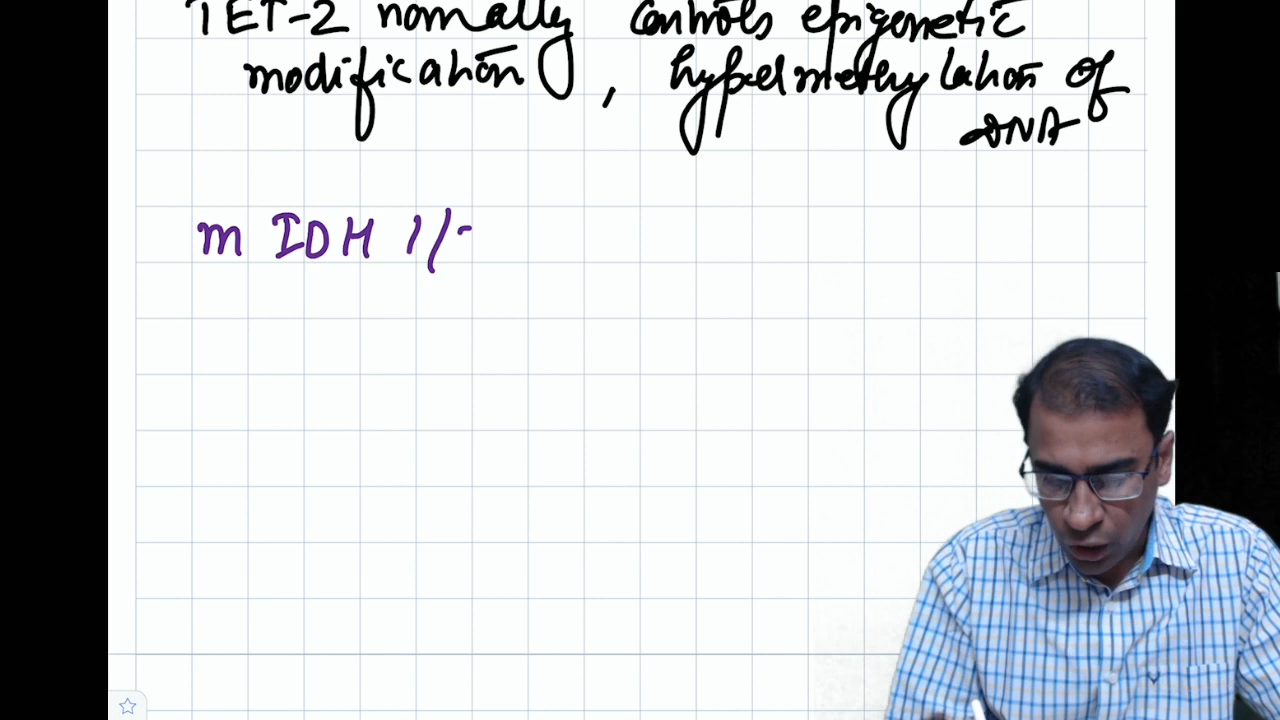 TET-2 normally controls epigenetic
modification, hypermethylation of
DNA
m IDH 1/-